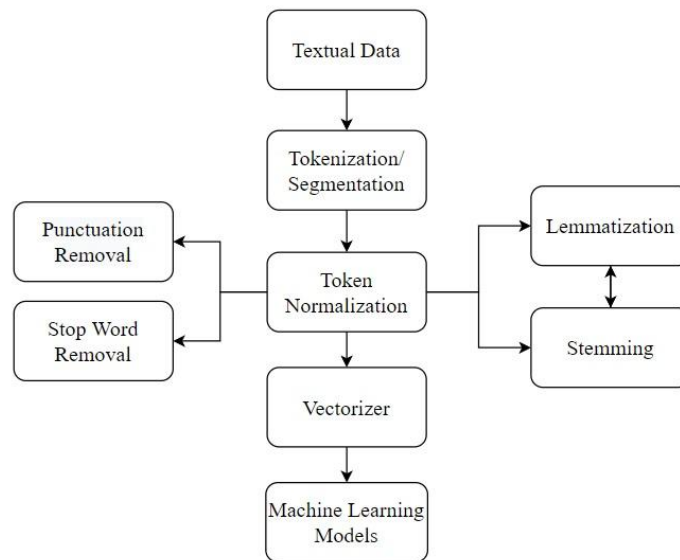 Textual Data
Tokenization/
Segmentation
Punctuation
Removal
Lemmatization
Token
Normalization
Stop Word
Removal
Stemming
Vectorizer
Machine Learning
Models